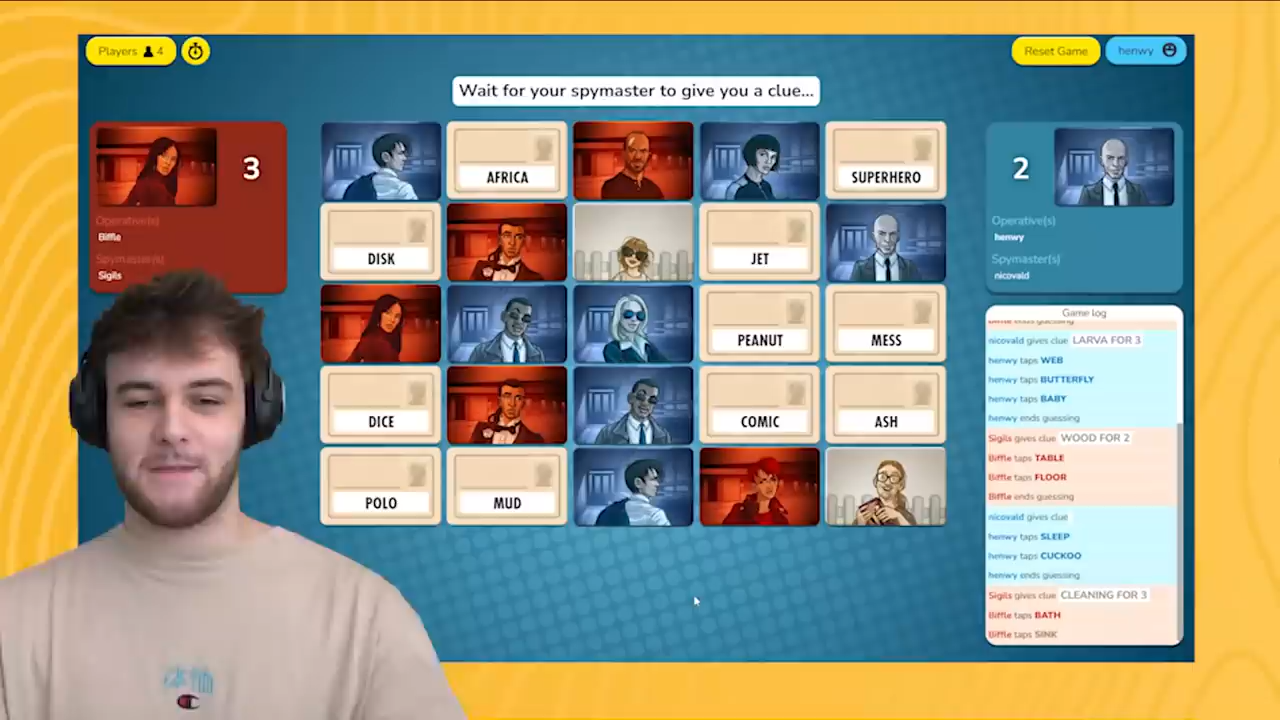 Players 4
Reset Game
henwy
Wait for your spymaster to give you a clue...
3
Operative(s)
Biffle
Spymaster(s)
Sigils
AFRICA
SUPERHERO
DISK
JET
PEANUT
MESS
DICE
COMIC
ASH
POLO
MUD
2
Operative(s)
henwy
Spymaster(s)
nicovald
Game log
Biffle ends guessing
nicovald gives clue LARVA FOR 3
henwy taps WEB
henwy taps BUTTERFLY
henwy taps BABY
henwy ends guessing
Sigils gives clue WOOD FOR 2
Biffle taps TABLE
Biffle taps FLOOR
Biffle ends guessing
nicovald gives clue
henwy taps SLEEP
henwy taps CUCKOO
henwy ends guessing
Sigils gives clue CLEANING FOR 3
Biffle taps BATH
Biffle taps SINK